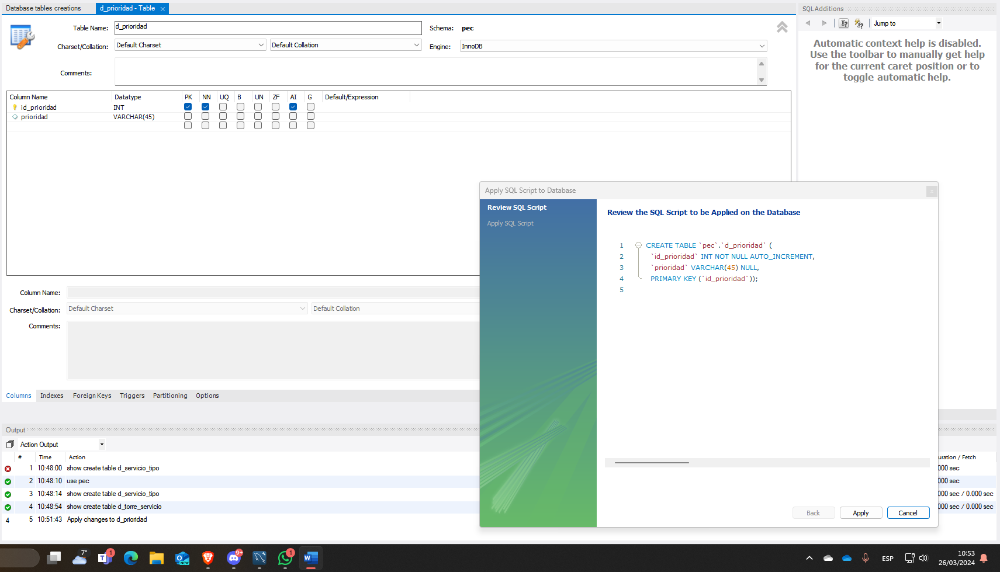 Database tables creations
d_prioridad - Table
Table Name:
d_prioridad
Schema:
pec
Charset/Collation:
Default Charset
Default Collation
Engine:
InnoDB
Comments:
Column Name Datatype PK NN UQ B UN ZF AI G Default/Expression
id_prioridad INT
prioridad VARCHAR(45)
Column Name:
Charset/Collation:
Default Charset
Default Collation
Comments:
Columns Indexes Foreign Keys Triggers Partitioning Options
SQLAdditions
Jump to
Automatic context help is disabled.
Use the toolbar to manually get help
for the current caret position or to
toggle automatic help.
Apply SQL Script to Database
Review SQL Script
Apply SQL Script
Review the SQL Script to be Applied on the Database
1 CREATE TABLE `pec`.`d_prioridad` (
2 `id_prioridad` INT NOT NULL AUTO_INCREMENT,
3 `prioridad` VARCHAR(45) NULL,
4 PRIMARY KEY (`id_prioridad`));
5
Back Apply Cancel
Output
Action Output
# Time Action uration / Fetch
1 10:48:00 show create table d_servicio_tipo 000 sec
2 10:48:10 use pec 000 sec
3 10:48:14 show create table d_servicio_tipo 000 sec / 0.000 sec
4 10:48:54 show create table d_torre_servicio 000 sec / 0.000 sec
4 5 10:51:43 Apply changes to d_prioridad
7°
1
9+
1
NEW
ESP
10:53
26/03/2024